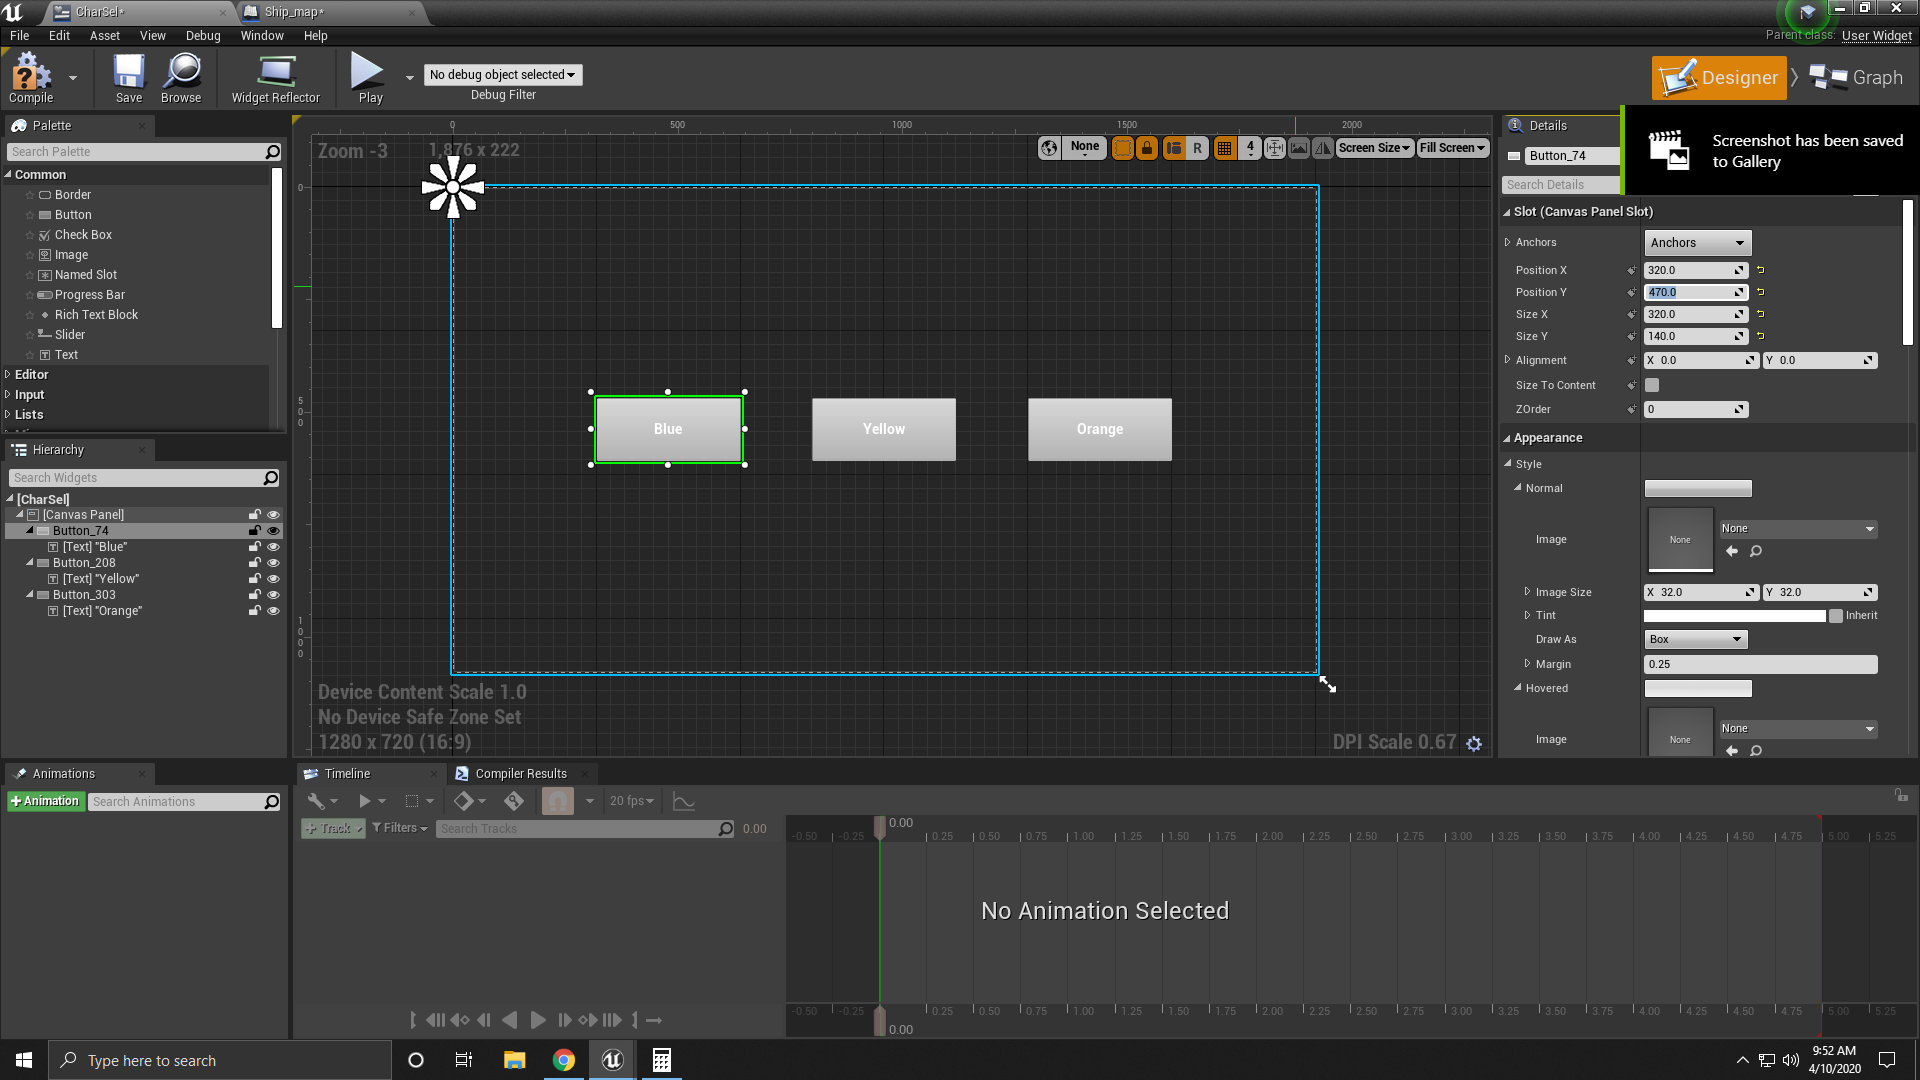 CharSel*
Ship_map*
File Edit Asset View Debug Window Help
Parent class: User Widget
Compile
Save
Browse
Widget Reflector
Play
No debug object selected
Debug Filter
Designer
Graph
Screenshot has been saved
to Gallery
Palette
Search Palette
Common
Border
Button
Check Box
Image
Named Slot
Progress Bar
Rich Text Block
Slider
Text
Editor
Input
Lists
Hierarchy
Search Widgets
[CharSel]
[Canvas Panel]
Button_74
[Text] "Blue"
Button_208
[Text] "Yellow"
Button_303
[Text] "Orange"
0 500 1000 1500 2000
Zoom -3
1,876 x 222
None
R
4
Screen Size
Fill Screen
0
500
1000
Blue
Yellow
Orange
Device Content Scale 1.0
No Device Safe Zone Set
1280 x 720 (16:9)
DPI Scale 0.67
Details
Button_74
Search Details
Slot (Canvas Panel Slot)
Anchors Anchors
Position X 320.0
Position Y 470.0
Size X 320.0
Size Y 140.0
Alignment X 0.0 Y 0.0
Size To Content
ZOrder 0
Appearance
Style
Normal
Image None None
Image Size X 32.0 Y 32.0
Tint Inherit
Draw As Box
Margin 0.25
Hovered
Image None None
Animations
+Animation
Search Animations
Timeline
Compiler Results
20 fps
+ Track
Filters
Search Tracks
0.00
0.00
-0.50 -0.25 0.25 0.50 0.75 1.00 1.25 1.50 1.75 2.00 2.25 2.50 2.75 3.00 3.25 3.50 3.75 4.00 4.25 4.50 4.75 5.00 5.25
No Animation Selected
-0.50 -0.25 0.25 0.50 0.75 1.00 1.25 1.50 1.75 2.00 2.25 2.50 2.75 3.00 3.25 3.50 3.75 4.00 4.25 4.50 4.75 5.00 5.25
0.00
Type here to search
9:52 AM
4/10/2020